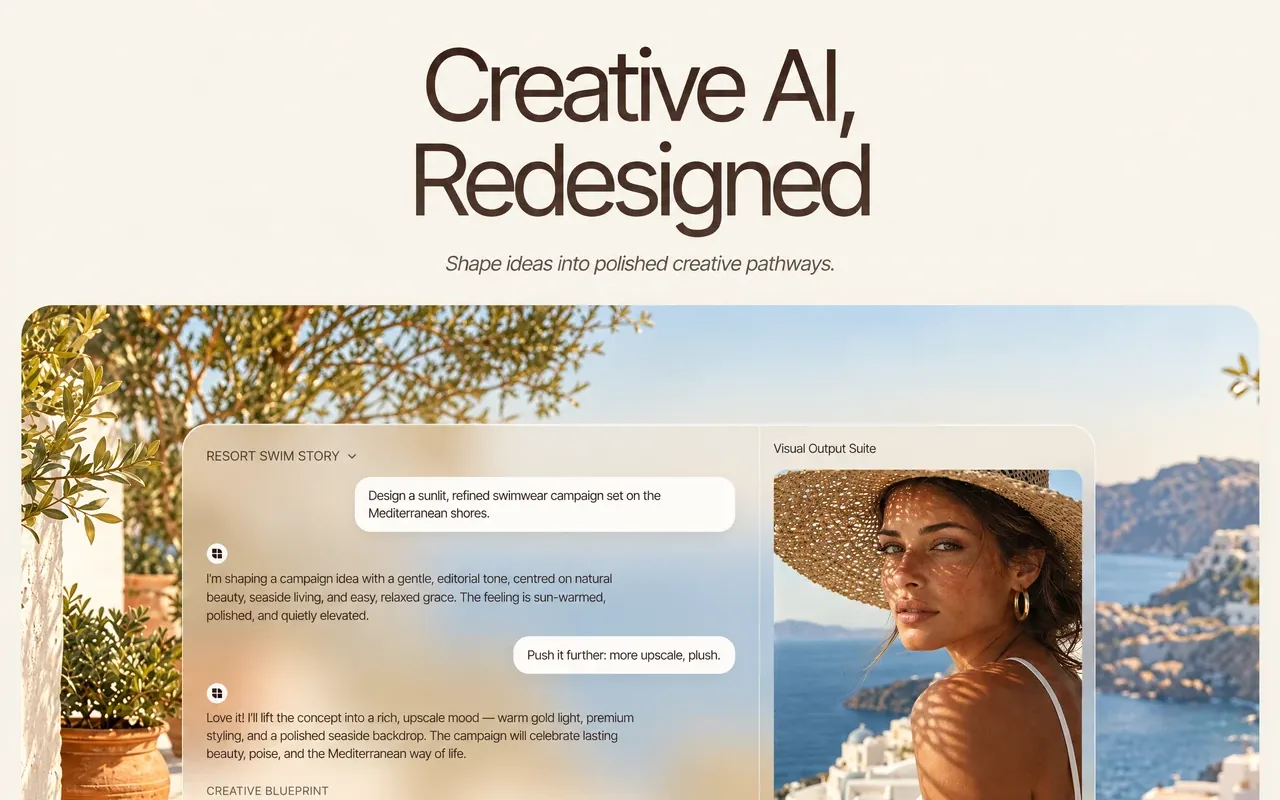 Creative AI,
Redesigned
Shape ideas into polished creative pathways.
RESORT SWIM STORY
Design a sunlit, refined swimwear campaign set on the
Mediterranean shores.
I'm shaping a campaign idea with a gentle, editorial tone, centred on natural
beauty, seaside living, and easy, relaxed grace. The feeling is sun-warmed,
polished, and quietly elevated.
Push it further: more upscale, plush.
Love it! I'll lift the concept into a rich, upscale mood — warm gold light, premium
styling, and a polished seaside backdrop. The campaign will celebrate lasting
beauty, poise, and the Mediterranean way of life.
CREATIVE BLUEPRINT
Visual Output Suite